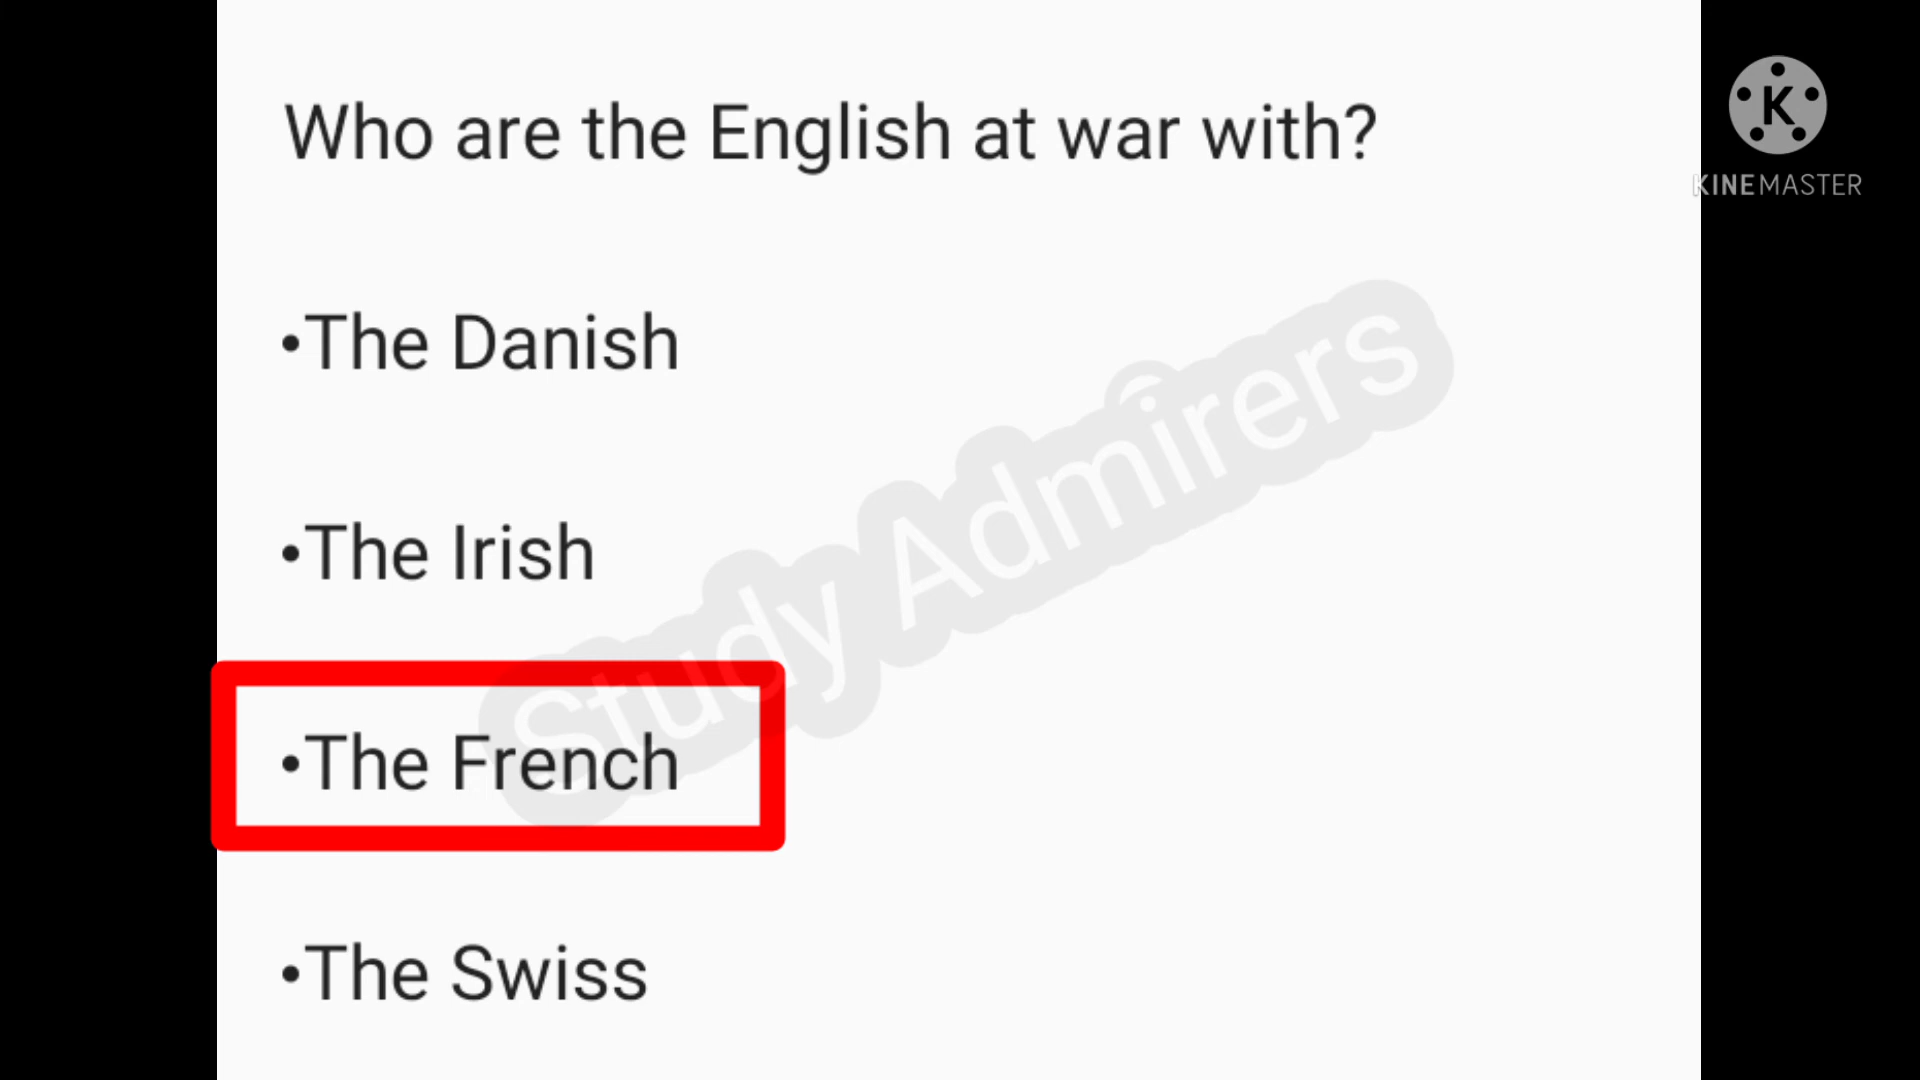 Who are the English at war with?
K
KINEMASTER
•The Danish
•The Irish
Study Admirers
•The French
•The Swiss